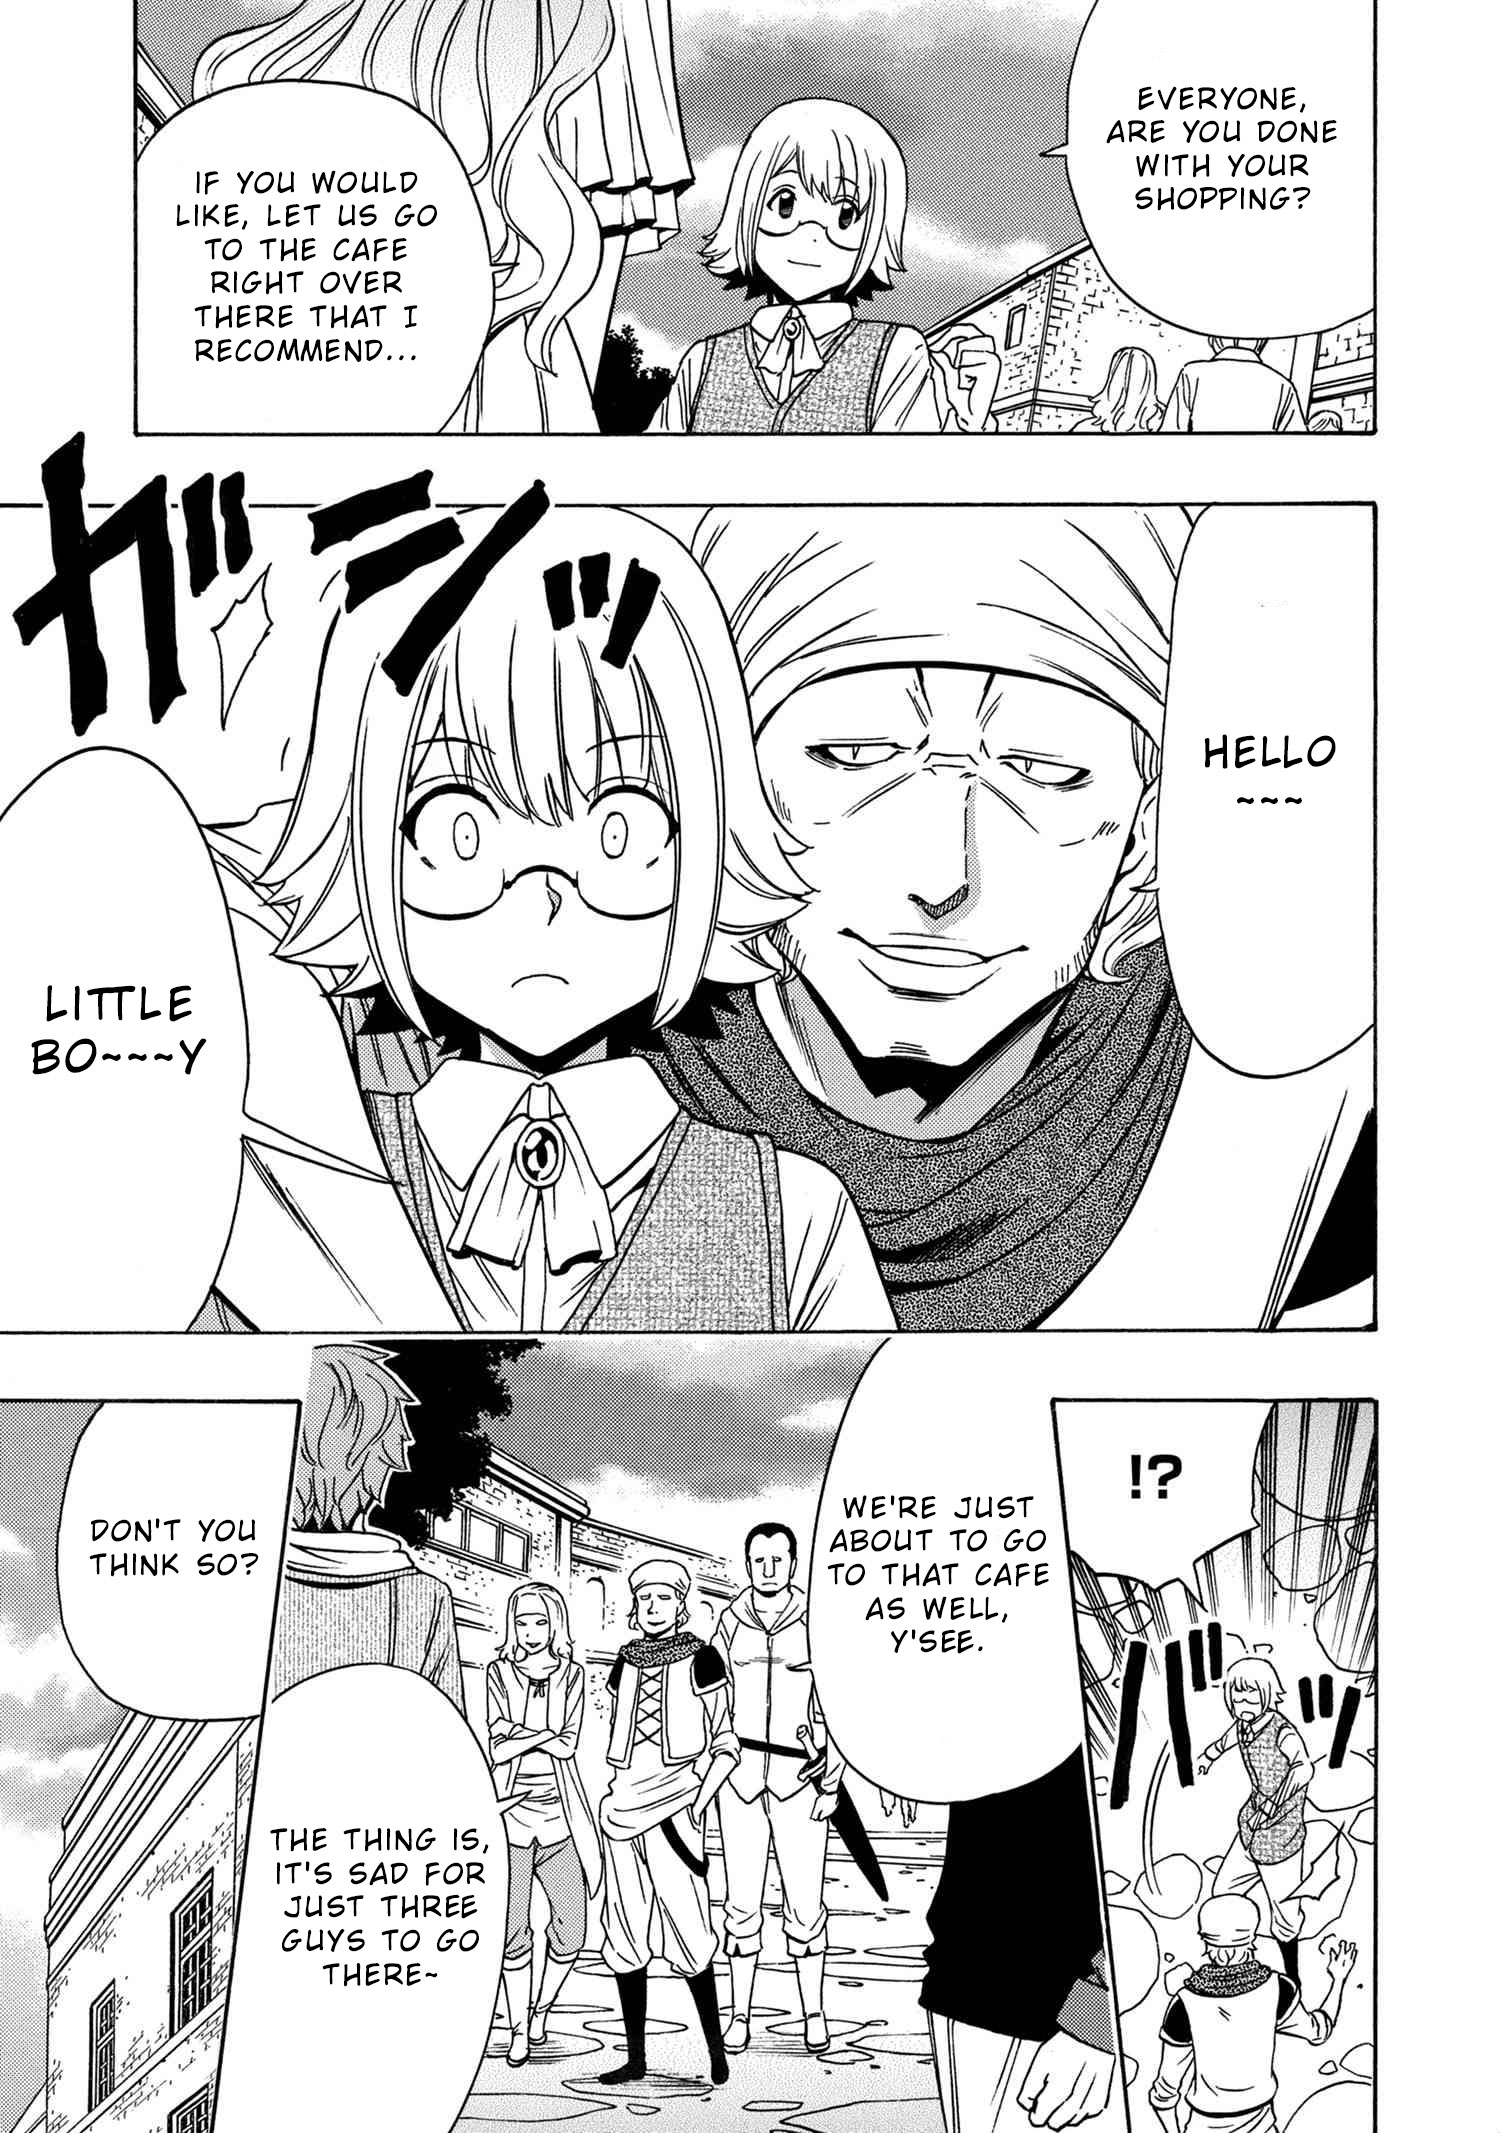 EVERYONE,
ARE YOU DONE
WITH YOUR
SHOPPING?
IF YOU WOULD
LIKE, LET US GO
TO THE CAFE
RIGHT OVER
THERE THAT I
RECOMMEND...
HELLO
~~~
ガシッ
LITTLE
BO~~~Y
!?
バッ
WE'RE JUST
ABOUT TO GO
TO THAT CAFE
AS WELL,
Y'SEE.
THE THING IS,
IT'S SAD FOR
JUST THREE
GUYS TO GO
THERE~
DON'T YOU
THINK SO?